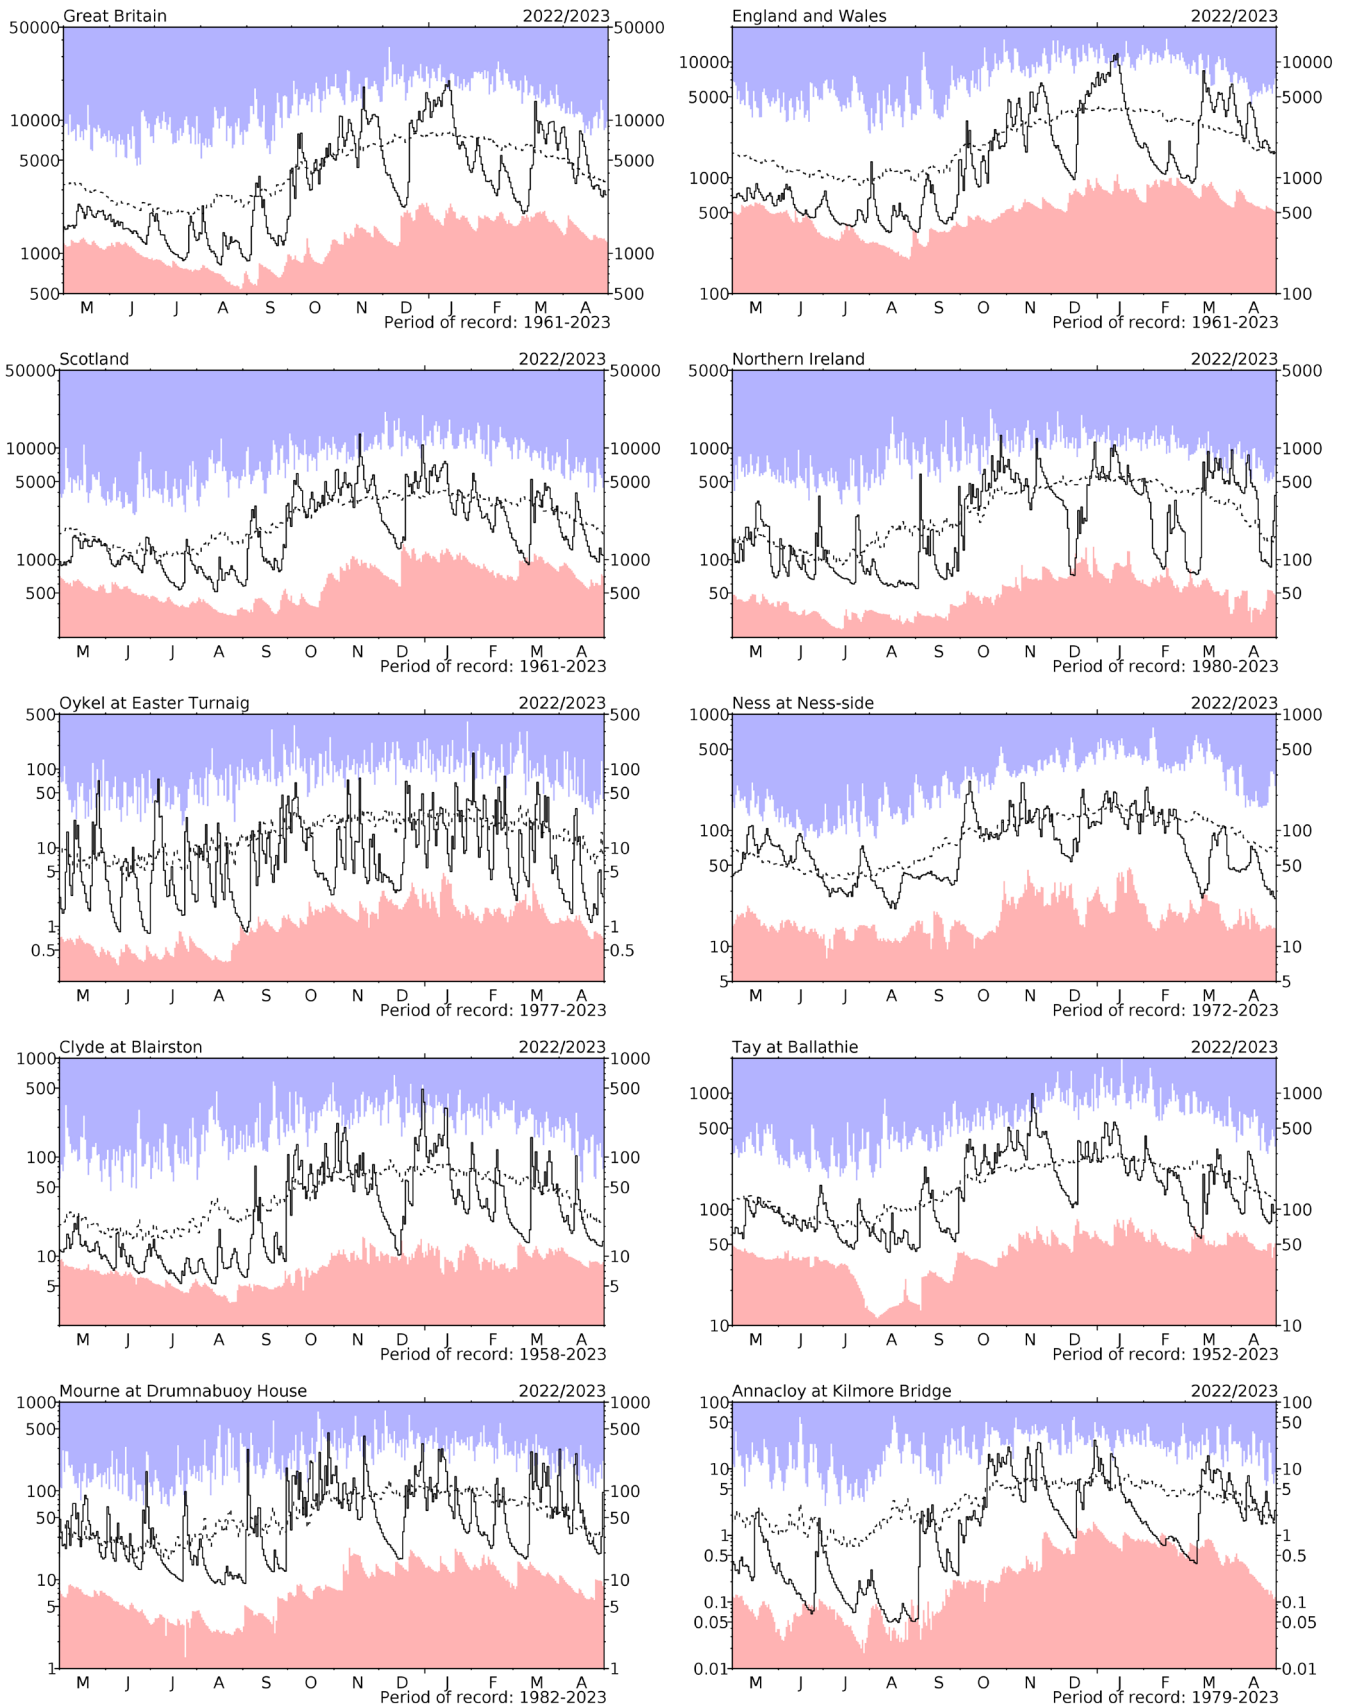 Great Britain 2022/2023
50000 50000
10000 10000
5000 5000
1000 1000
500 500
M J J A S O N D J F M A
Period of record: 1961-2023
England and Wales 2022/2023
10000 10000
5000 5000
1000 1000
500 500
100 100
M J J A S O N D J F M A
Period of record: 1961-2023
Scotland 2022/2023
50000 50000
10000 10000
5000 5000
1000 1000
500 500
M J J A S O N D J F M A
Period of record: 1961-2023
Northern Ireland 2022/2023
5000 5000
1000 1000
500 500
100 100
50 50
M J J A S O N D J F M A
Period of record: 1980-2023
Oykel at Easter Turnaig 2022/2023
500 500
100 100
50 50
10 10
5 5
1 1
0.5 0.5
M J J A S O N D J F M A
Period of record: 1977-2023
Ness at Ness-side 2022/2023
1000 1000
500 500
100 100
50 50
10 10
5 5
M J J A S O N D J F M A
Period of record: 1972-2023
Clyde at Blairston 2022/2023
1000 1000
500 500
100 100
50 50
10 10
5 5
M J J A S O N D J F M A
Period of record: 1958-2023
Tay at Ballathie 2022/2023
1000 1000
500 500
100 100
50 50
10 10
M J J A S O N D J F M A
Period of record: 1952-2023
Mourne at Drumnabuoy House 2022/2023
1000 1000
500 500
100 100
50 50
10 10
5 5
1 1
M J J A S O N D J F M A
Period of record: 1982-2023
Annacloy at Kilmore Bridge 2022/2023
100 100
50 50
10 10
5 5
1 1
0.5 0.5
0.1 0.1
0.05 0.05
0.01 0.01
M J J A S O N D J F M A
Period of record: 1979-2023